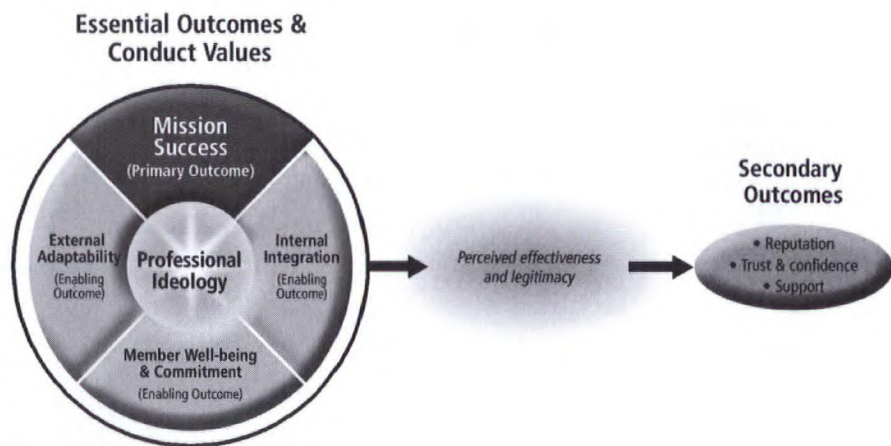 Essential Outcomes &
Conduct Values
Mission
Success
(Primary Outcome)
External
Adaptability
(Enabling
Outcome)
Professional
Ideology
Internal
Integration
(Enabling
Outcome)
Member Well-being
& Commitment
(Enabling Outcome)
Perceived effectiveness
and legitimacy
Secondary
Outcomes
• Reputation
• Trust & confidence
• Support